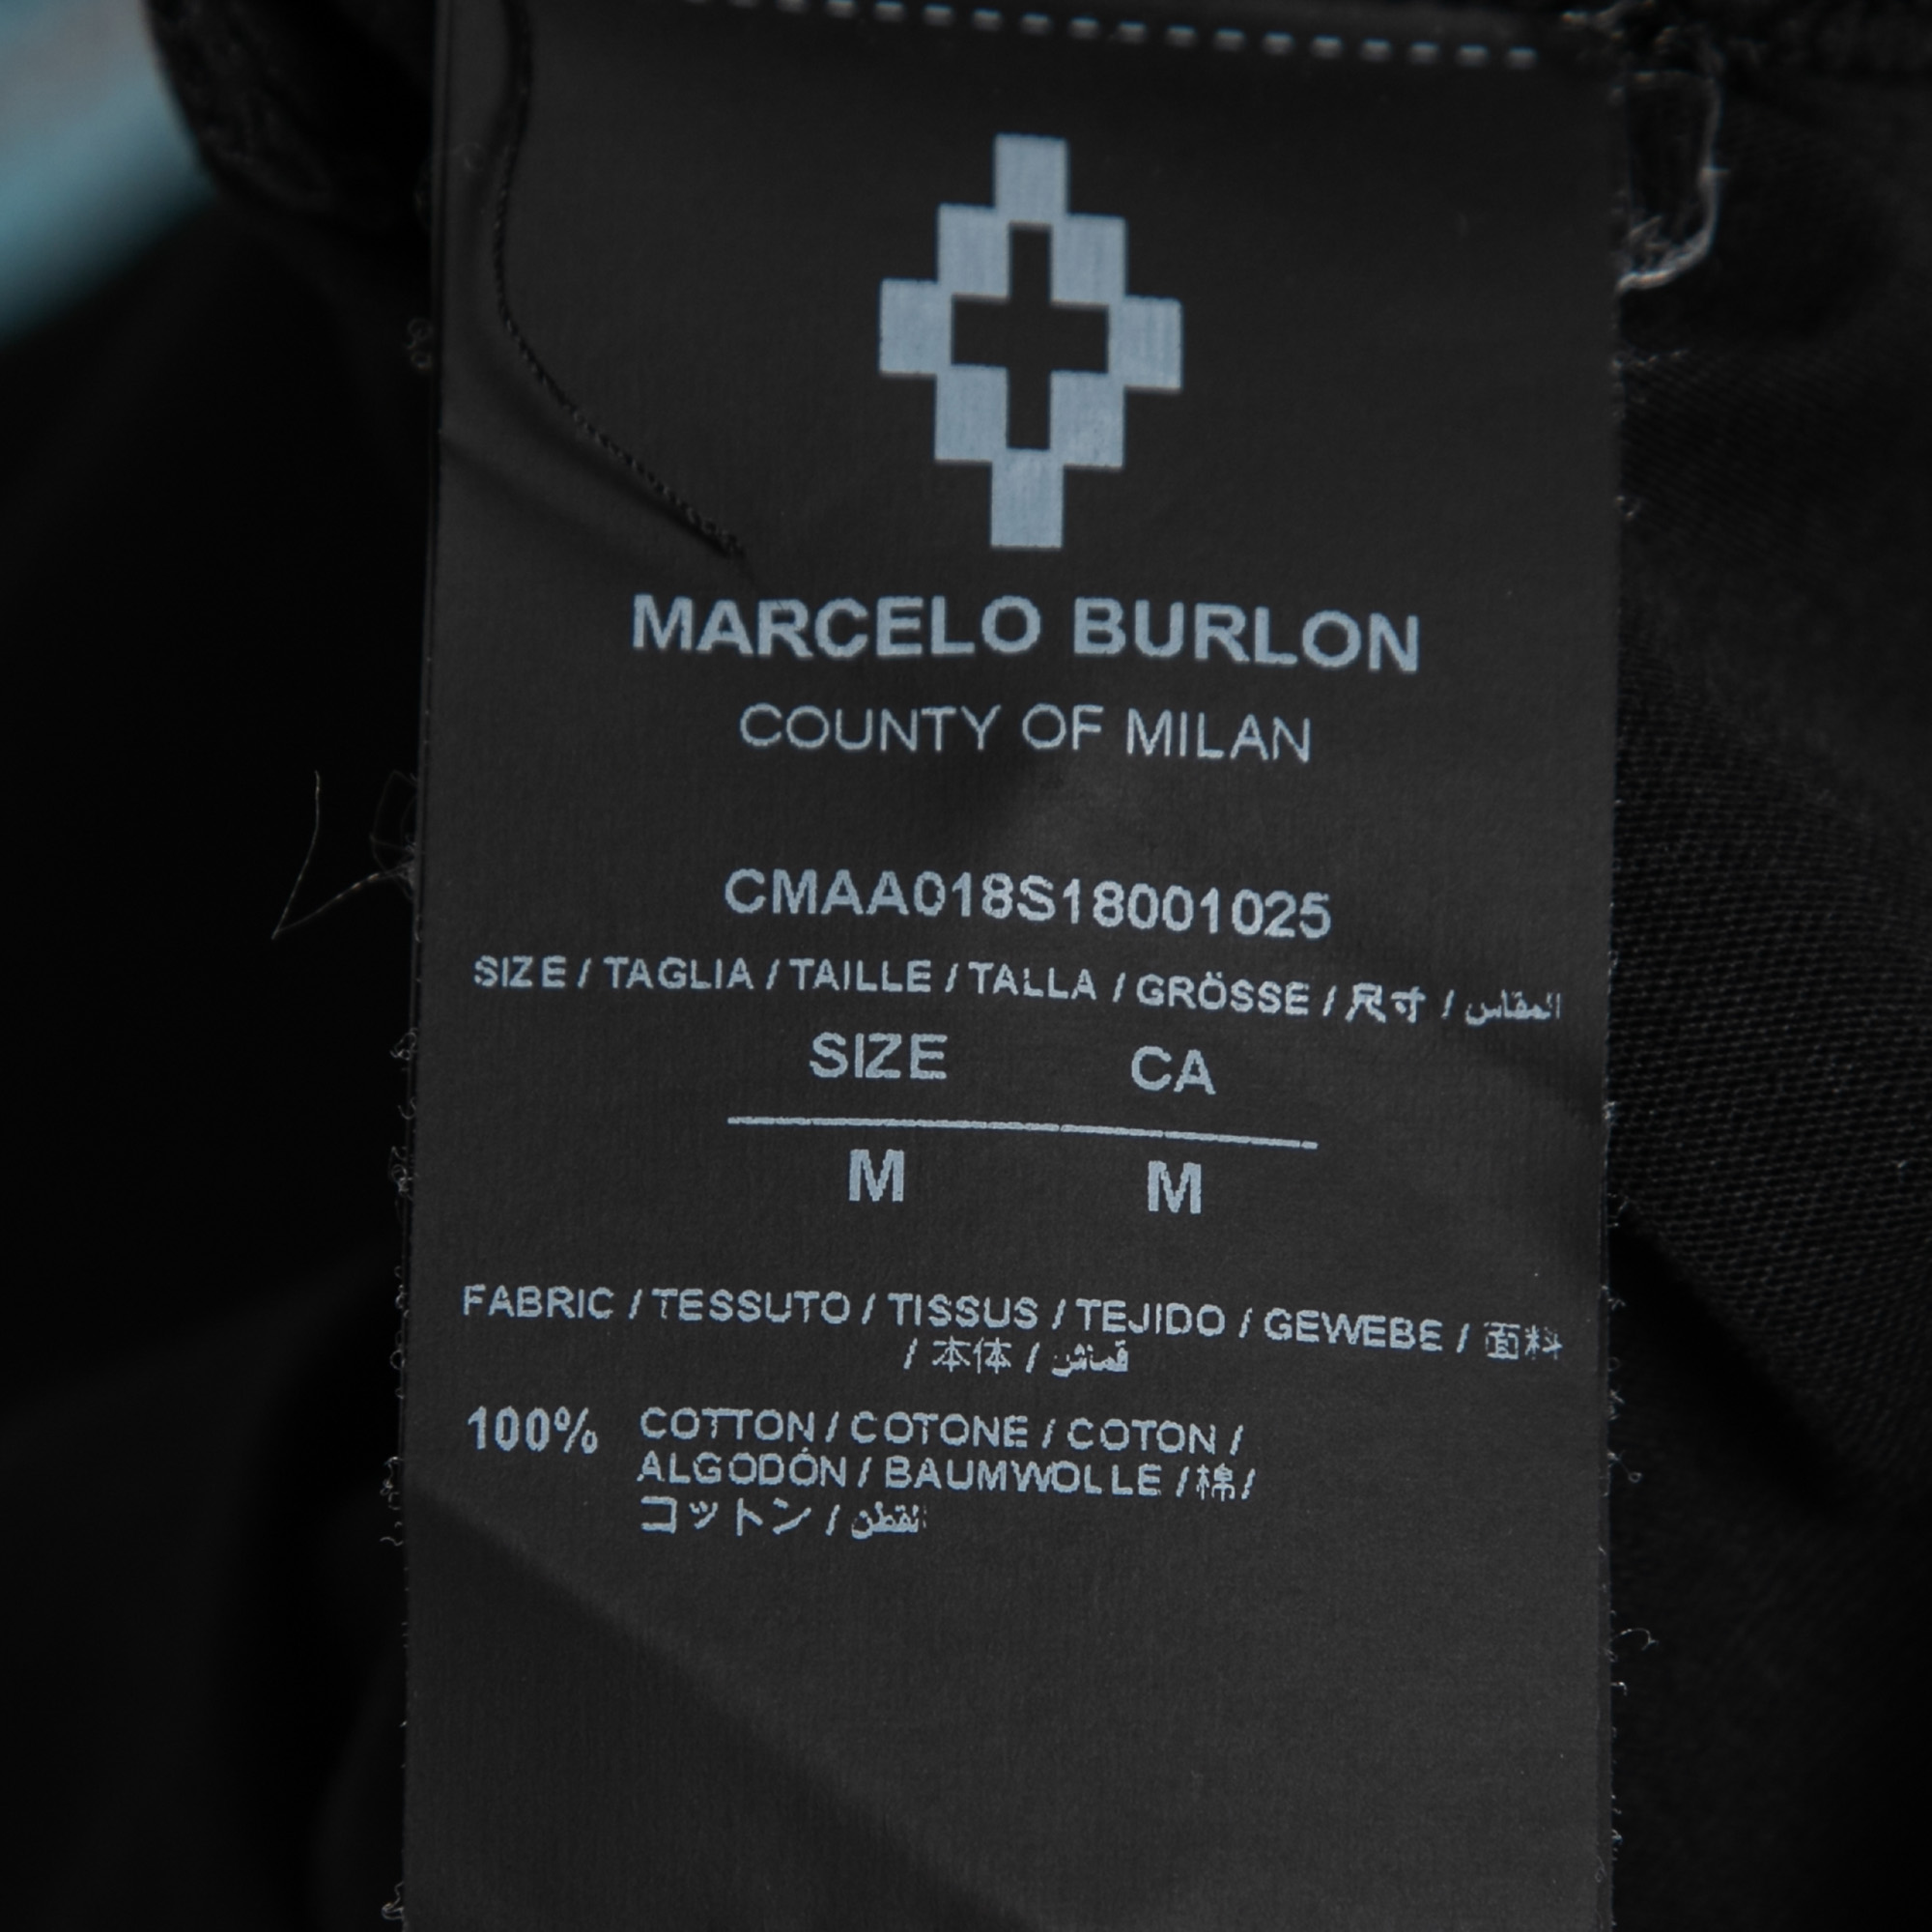 MARCELO BURLON
COUNTY OF MILAN
CMAA018S18001025
SIZE / TAGLIA / TAILLE / TALLA / GRÖSSE / 尺寸 / المقاس
SIZE CA
M M
FABRIC / TESSUTO / TISSUS / TEJIDO / GEWEBE / 面料
/ 本体 / قماش
100% COTTON / COTONE / COTON /
ALGODÓN / BAUMWOLLE / 棉 /
コットン / القطن